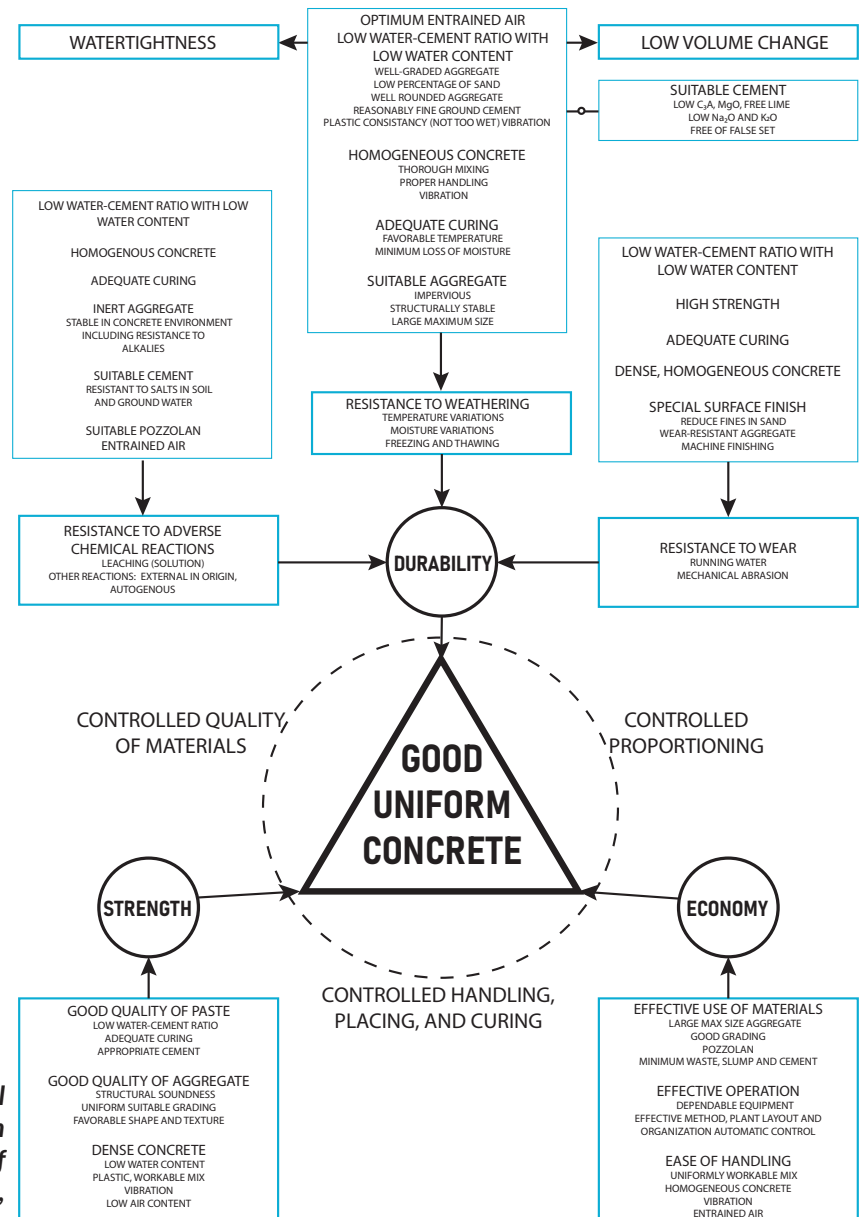 WATERTIGHTNESS
OPTIMUM ENTRAINED AIR
LOW WATER-CEMENT RATIO WITH
LOW WATER CONTENT
WELL-GRADED AGGREGATE
LOW PERCENTAGE OF SAND
WELL ROUNDED AGGREGATE
REASONABLY FINE GROUND CEMENT
PLASTIC CONSISTANCY (NOT TOO WET) VIBRATION
HOMOGENEOUS CONCRETE
THOROUGH MIXING
PROPER HANDLING
VIBRATION
ADEQUATE CURING
FAVORABLE TEMPERATURE
MINIMUM LOSS OF MOISTURE
SUITABLE AGGREGATE
IMPERVIOUS
STRUCTURALLY STABLE
LARGE MAXIMUM SIZE
LOW VOLUME CHANGE
SUITABLE CEMENT
LOW C₃A, MgO, FREE LIME
LOW Na₂O AND K₂O
FREE OF FALSE SET
LOW WATER-CEMENT RATIO WITH LOW
WATER CONTENT
HOMOGENOUS CONCRETE
ADEQUATE CURING
INERT AGGREGATE
STABLE IN CONCRETE ENVIRONMENT
INCLUDING RESISTANCE TO
ALKALIES
SUITABLE CEMENT
RESISTANT TO SALTS IN SOIL
AND GROUND WATER
SUITABLE POZZOLAN
ENTRAINED AIR
LOW WATER-CEMENT RATIO WITH
LOW WATER CONTENT
HIGH STRENGTH
ADEQUATE CURING
DENSE, HOMOGENEOUS CONCRETE
SPECIAL SURFACE FINISH
REDUCE FINES IN SAND
WEAR-RESISTANT AGGREGATE
MACHINE FINISHING
RESISTANCE TO WEATHERING
TEMPERATURE VARIATIONS
MOISTURE VARIATIONS
FREEZING AND THAWING
RESISTANCE TO ADVERSE
CHEMICAL REACTIONS
LEACHING (SOLUTION)
OTHER REACTIONS: EXTERNAL IN ORIGIN,
AUTOGENOUS
DURABILITY
RESISTANCE TO WEAR
RUNNING WATER
MECHANICAL ABRASION
CONTROLLED QUALITY
OF MATERIALS
CONTROLLED
PROPORTIONING
GOOD
UNIFORM
CONCRETE
STRENGTH
ECONOMY
CONTROLLED HANDLING,
PLACING, AND CURING
GOOD QUALITY OF PASTE
LOW WATER-CEMENT RATIO
ADEQUATE CURING
APPROPRIATE CEMENT
GOOD QUALITY OF AGGREGATE
STRUCTURAL SOUNDNESS
UNIFORM SUITABLE GRADING
FAVORABLE SHAPE AND TEXTURE
DENSE CONCRETE
LOW WATER CONTENT
PLASTIC, WORKABLE MIX
VIBRATION
LOW AIR CONTENT
EFFECTIVE USE OF MATERIALS
LARGE MAX SIZE AGGREGATE
GOOD GRADING
POZZOLAN
MINIMUM WASTE, SLUMP AND CEMENT
EFFECTIVE OPERATION
DEPENDABLE EQUIPMENT
EFFECTIVE METHOD, PLANT LAYOUT AND
ORGANIZATION AUTOMATIC CONTROL
EASE OF HANDLING
UNIFORMLY WORKABLE MIX
HOMOGENEOUS CONCRETE
VIBRATION
ENTRAINED AIR